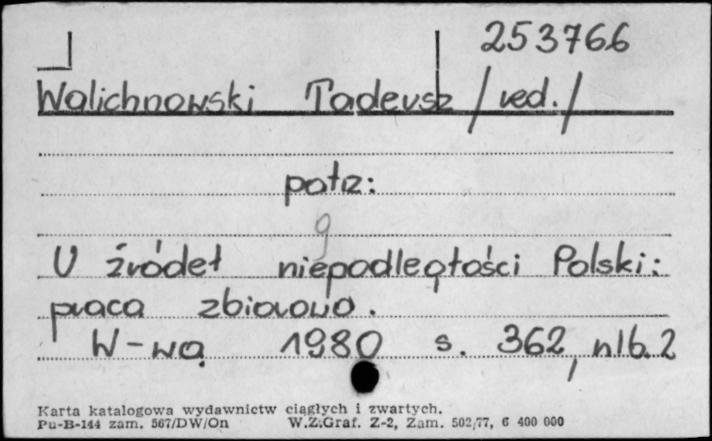 253766
Walichnowski Tadeusz /red./
patrz:
9
U źródeł niepodległości Polski:
praca zbiorowa.
W-wa 1980 s. 362, nlb. 2
Karta katalogowa wydawnictw ciągłych i zwartych.
Pu-B-144 zam. 567/DW/On W.Z.Graf. Z-2, Zam. 502/77, 6 400 000